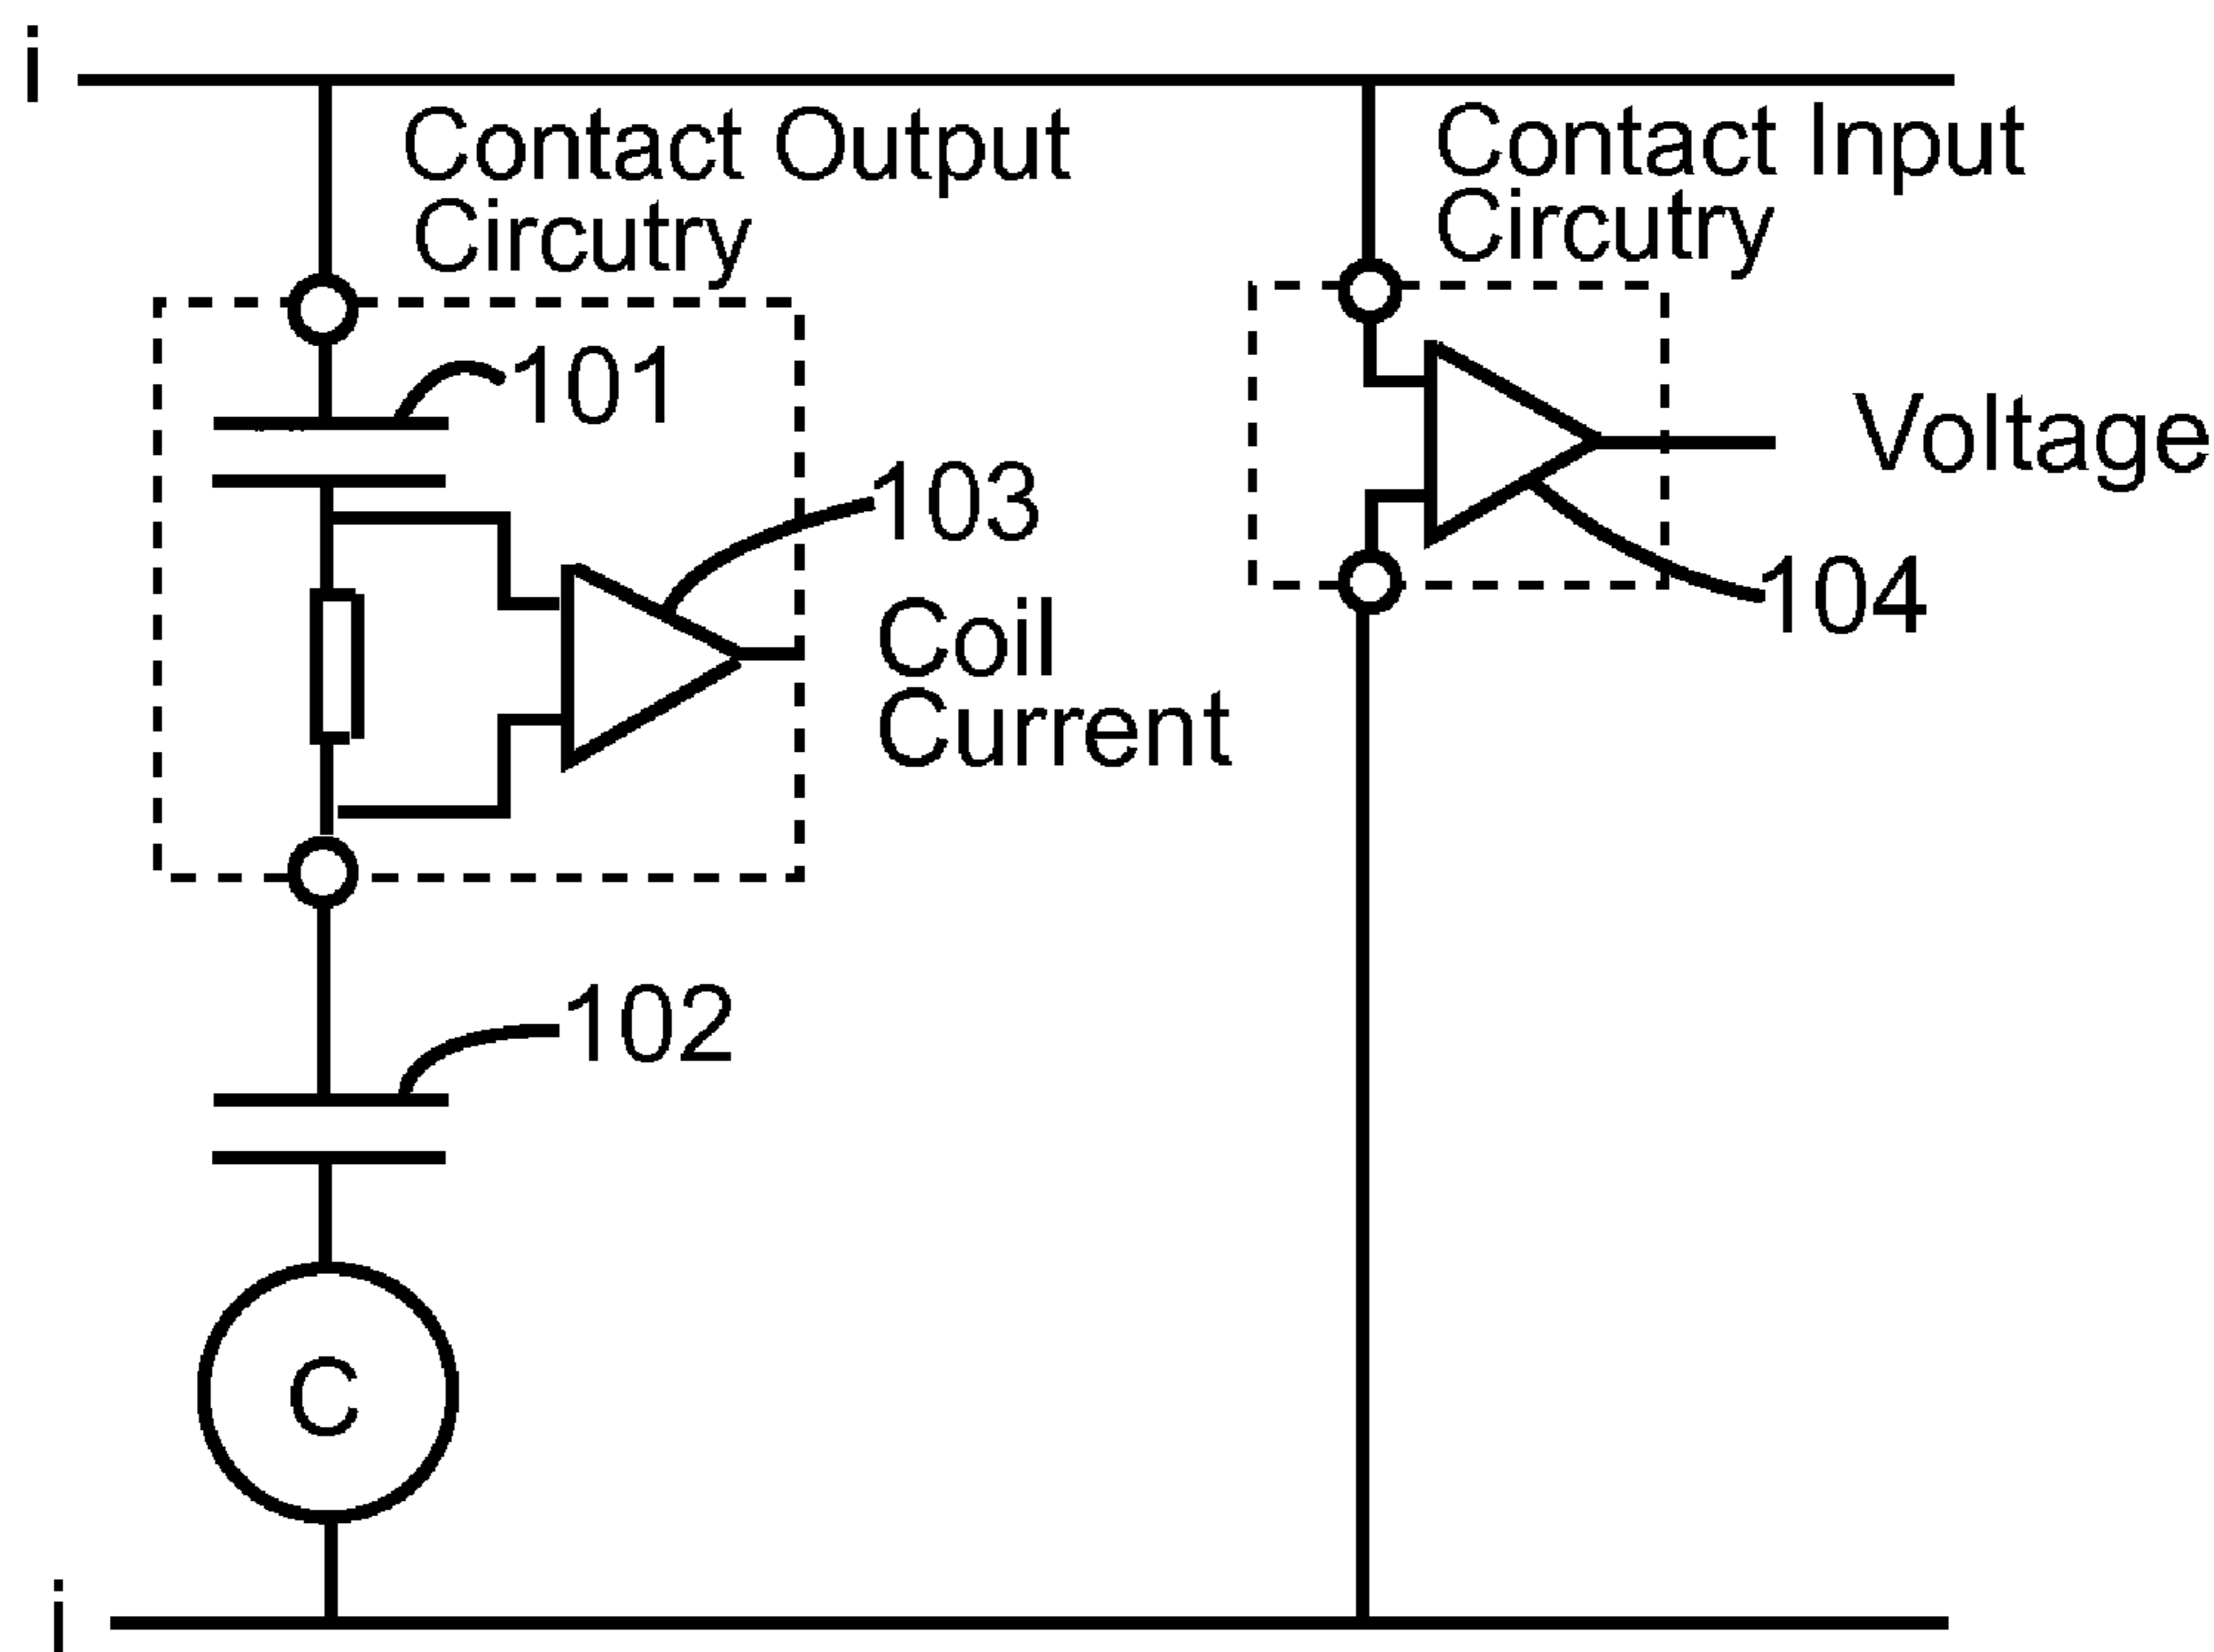 i
Contact Output
Circutry
Contact Input
Circutry
101
103
Voltage
104
Coil
Current
102
C
j